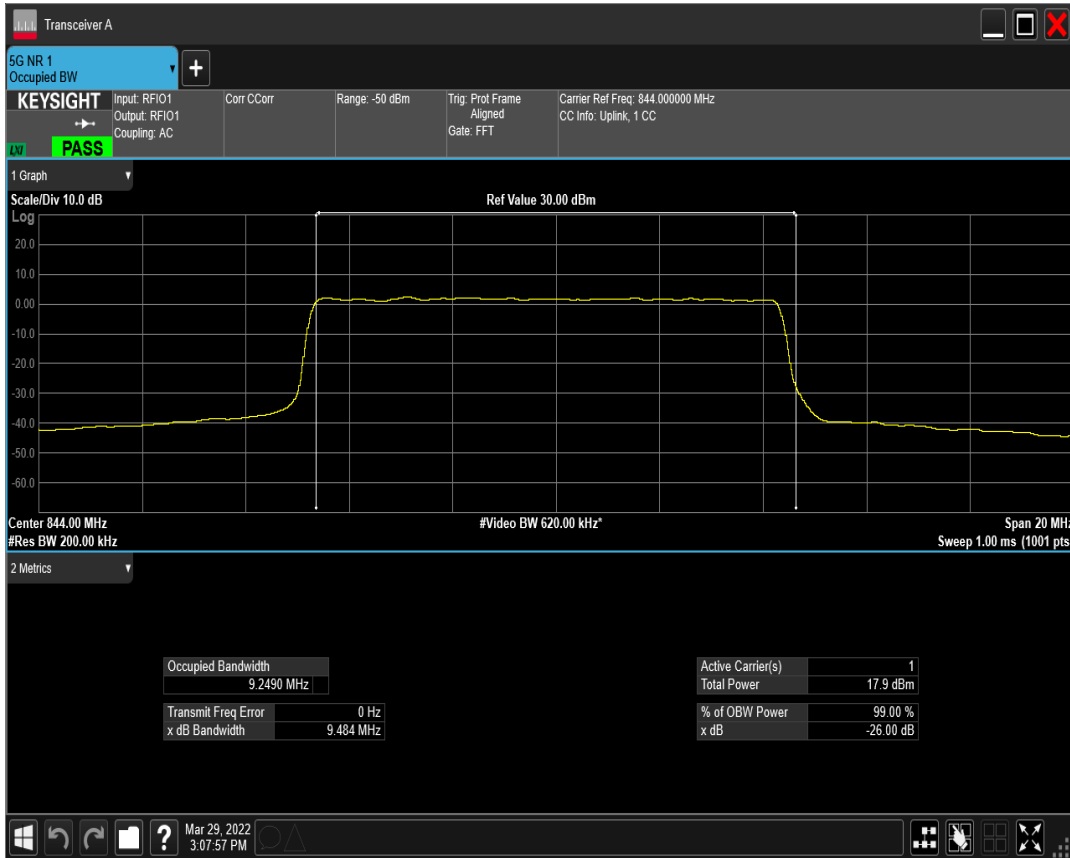 Transceiver A
5G NR 1
Occupied BW
KEYSIGHT
LXI
PASS
Input: RFIO1
Output: RFIO1
Coupling: AC
Corr CCorr
Range: -50 dBm
Trig: Prot Frame
Aligned
Gate: FFT
Carrier Ref Freq: 844.000000 MHz
CC Info: Uplink, 1 CC
1 Graph
Scale/Div 10.0 dB
Ref Value 30.00 dBm
Log
20.0
10.0
0.00
-10.0
-20.0
-30.0
-40.0
-50.0
-60.0
Center 844.00 MHz
#Video BW 620.00 kHz*
Span 20 MHz
#Res BW 200.00 kHz
Sweep 1.00 ms (1001 pts
2 Metrics
Occupied Bandwidth
9.2490 MHz
Transmit Freq Error 0 Hz
x dB Bandwidth 9.484 MHz
Active Carrier(s) 1
Total Power 17.9 dBm
% of OBW Power 99.00 %
x dB -26.00 dB
?
Mar 29, 2022
3:07:57 PM